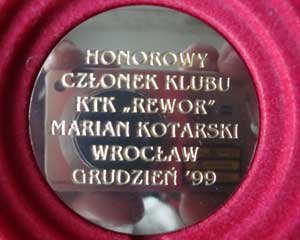 HONOROWY
CZŁONEK KLUBU
KTK „REWOR”
MARIAN KOTARSKI
WROCŁAW
GRUDZIEŃ '99